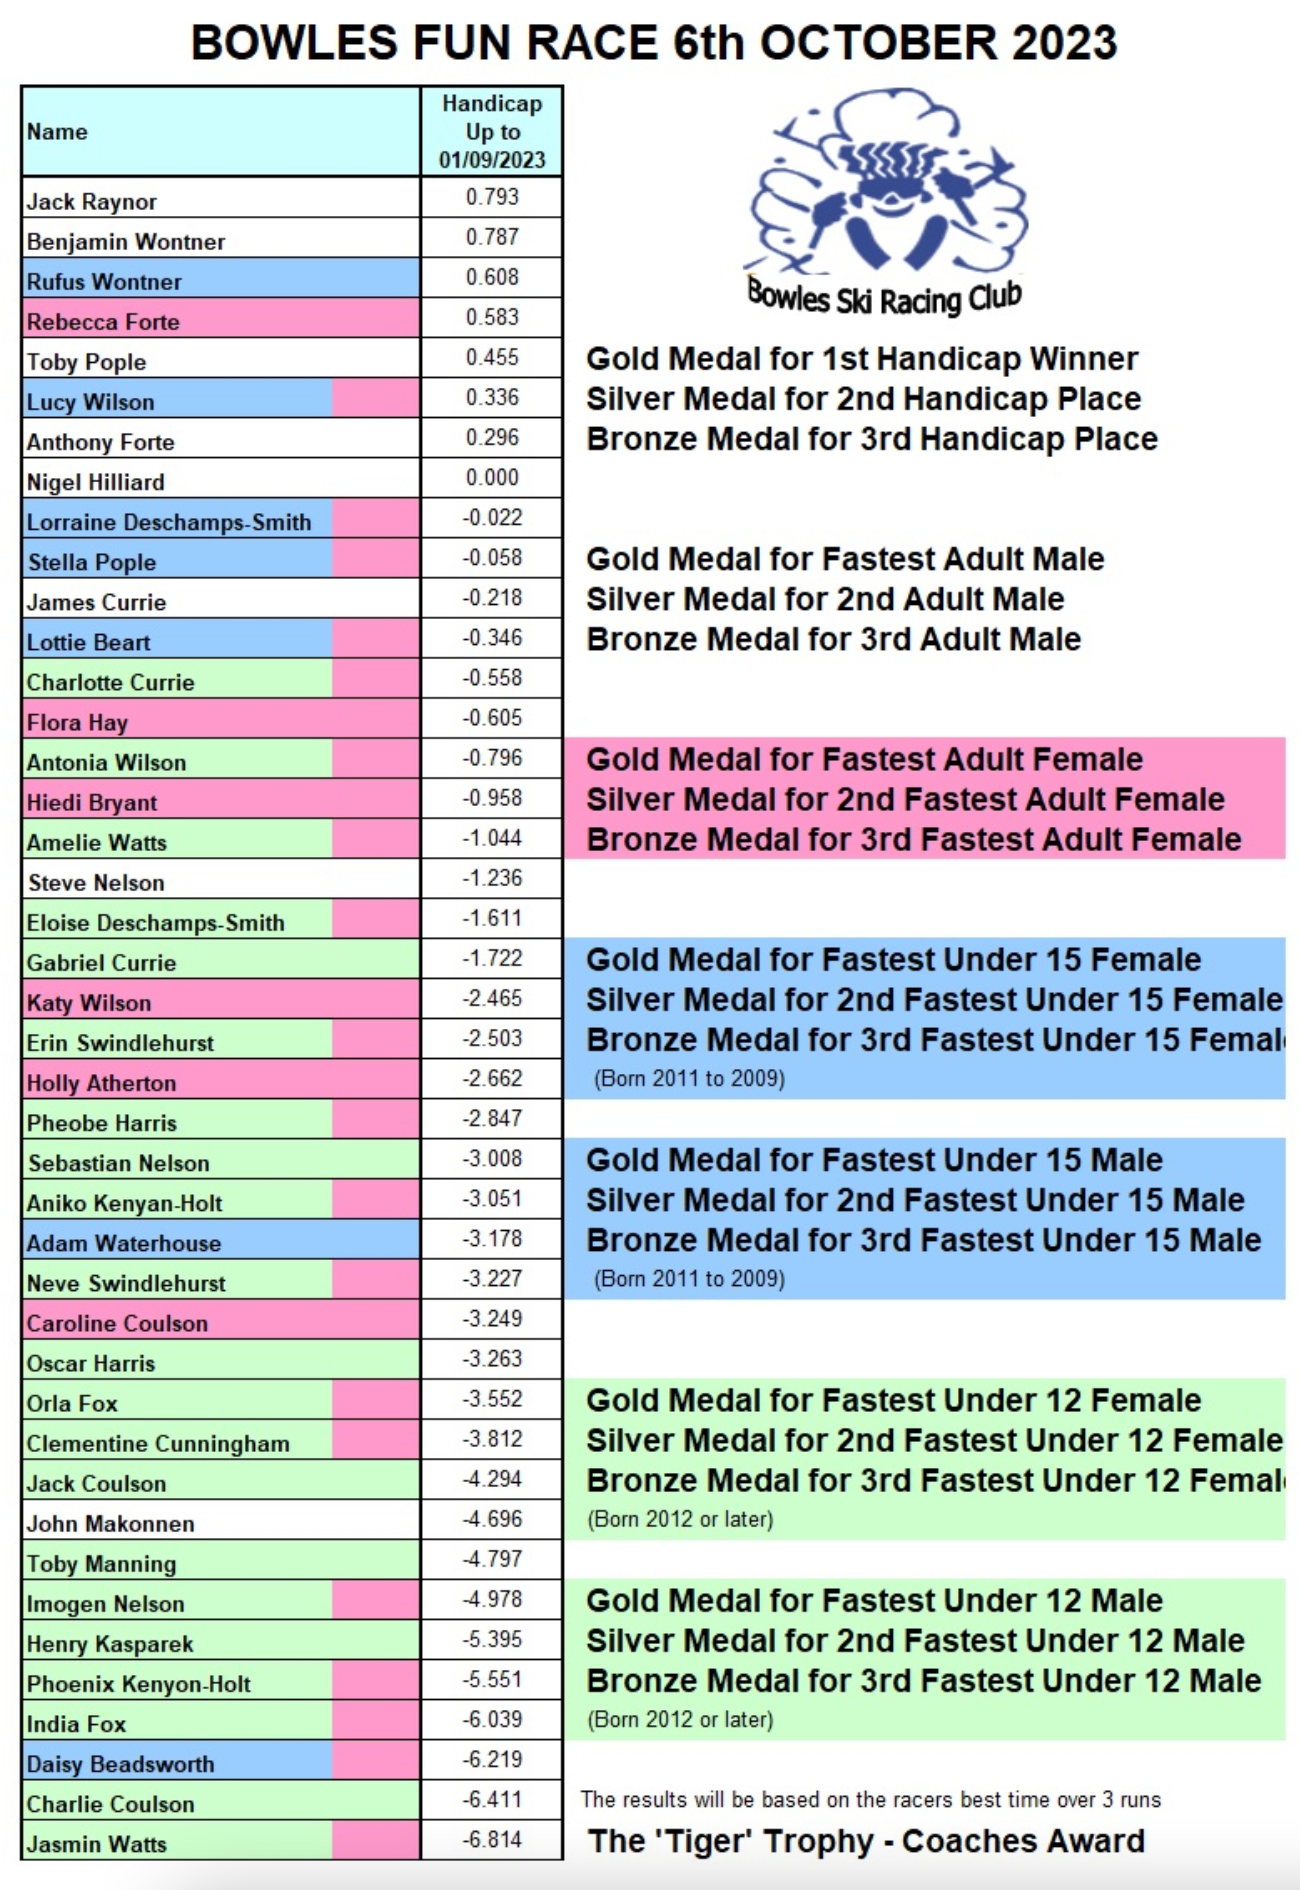 BOWLES FUN RACE 6th OCTOBER 2023
Name
Handicap
Up to
01/09/2023
Jack Raynor 0.793
Benjamin Wontner 0.787
Rufus Wontner 0.608
Rebecca Forte 0.583
Toby Pople 0.455
Lucy Wilson 0.336
Anthony Forte 0.296
Nigel Hilliard 0.000
Lorraine Deschamps-Smith -0.022
Stella Pople -0.058
James Currie -0.218
Lottie Beart -0.346
Charlotte Currie -0.558
Flora Hay -0.605
Antonia Wilson -0.796
Hiedi Bryant -0.958
Amelie Watts -1.044
Steve Nelson -1.236
Eloise Deschamps-Smith -1.611
Gabriel Currie -1.722
Katy Wilson -2.465
Erin Swindlehurst -2.503
Holly Atherton -2.662
Pheobe Harris -2.847
Sebastian Nelson -3.008
Aniko Kenyan-Holt -3.051
Adam Waterhouse -3.178
Neve Swindlehurst -3.227
Caroline Coulson -3.249
Oscar Harris -3.263
Orla Fox -3.552
Clementine Cunningham -3.812
Jack Coulson -4.294
John Makonnen -4.696
Toby Manning -4.797
Imogen Nelson -4.978
Henry Kasparek -5.395
Phoenix Kenyon-Holt -5.551
India Fox -6.039
Daisy Beadsworth -6.219
Charlie Coulson -6.411
Jasmin Watts -6.814
Bowles Ski Racing Club
Gold Medal for 1st Handicap Winner
Silver Medal for 2nd Handicap Place
Bronze Medal for 3rd Handicap Place
Gold Medal for Fastest Adult Male
Silver Medal for 2nd Adult Male
Bronze Medal for 3rd Adult Male
Gold Medal for Fastest Adult Female
Silver Medal for 2nd Fastest Adult Female
Bronze Medal for 3rd Fastest Adult Female
Gold Medal for Fastest Under 15 Female
Silver Medal for 2nd Fastest Under 15 Female
Bronze Medal for 3rd Fastest Under 15 Femal
(Born 2011 to 2009)
Gold Medal for Fastest Under 15 Male
Silver Medal for 2nd Fastest Under 15 Male
Bronze Medal for 3rd Fastest Under 15 Male
(Born 2011 to 2009)
Gold Medal for Fastest Under 12 Female
Silver Medal for 2nd Fastest Under 12 Female
Bronze Medal for 3rd Fastest Under 12 Femal
(Born 2012 or later)
Gold Medal for Fastest Under 12 Male
Silver Medal for 2nd Fastest Under 12 Male
Bronze Medal for 3rd Fastest Under 12 Male
(Born 2012 or later)
The results will be based on the racers best time over 3 runs
The 'Tiger' Trophy - Coaches Award